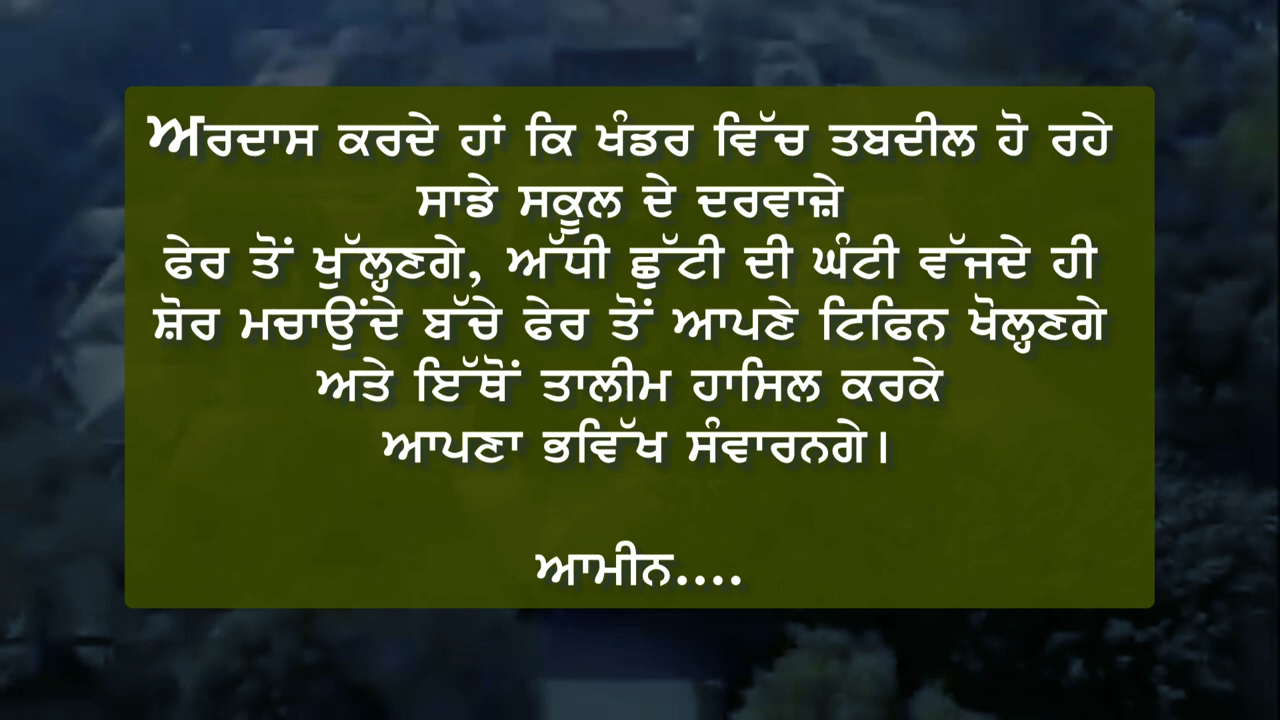 ਅਰਦਾਸ ਕਰਦੇ ਹਾਂ ਕਿ ਖੰਡਰ ਵਿੱਚ ਤਬਦੀਲ ਹੋ ਰਹੇ
ਸਾਡੇ ਸਕੂਲ ਦੇ ਦਰਵਾਜ਼ੇ
ਫੇਰ ਤੋਂ ਖੁੱਲ੍ਹਣਗੇ, ਅੱਧੀ ਛੁੱਟੀ ਦੀ ਘੰਟੀ ਵੱਜਦੇ ਹੀ
ਸ਼ੋਰ ਮਚਾਉਂਦੇ ਬੱਚੇ ਫੇਰ ਤੋਂ ਆਪਣੇ ਟਿਫਿਨ ਖੋਲ੍ਹਣਗੇ
ਅਤੇ ਇੱਥੋਂ ਤਾਲੀਮ ਹਾਸਿਲ ਕਰਕੇ
ਆਪਣਾ ਭਵਿੱਖ ਸੰਵਾਰਨਗੇ।
ਆਮੀਨ....